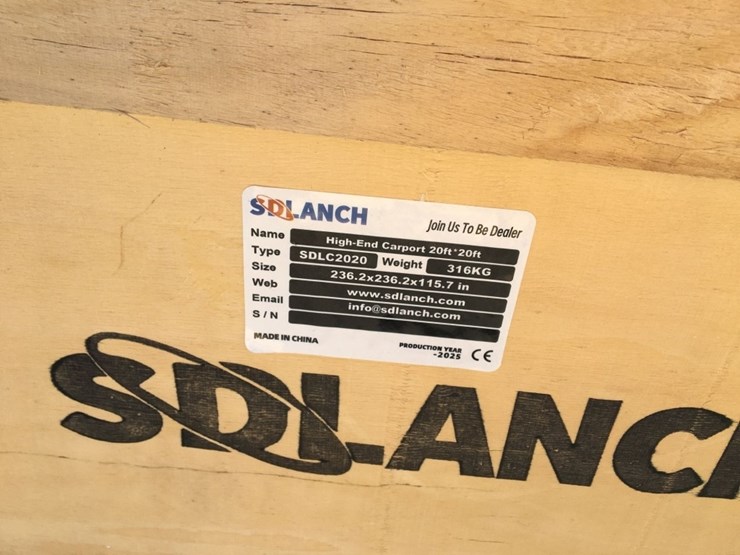 SDLANCH
Join Us To Be Dealer
Name High-End Carport 20ft*20ft
Type SDLC2020 Weight 316KG
Size 236.2x236.2x115.7 in
Web www.sdlanch.com
Email info@sdlanch.com
S/N
MADE IN CHINA
PRODUCTION YEAR
-2025
CE
SDLANCH